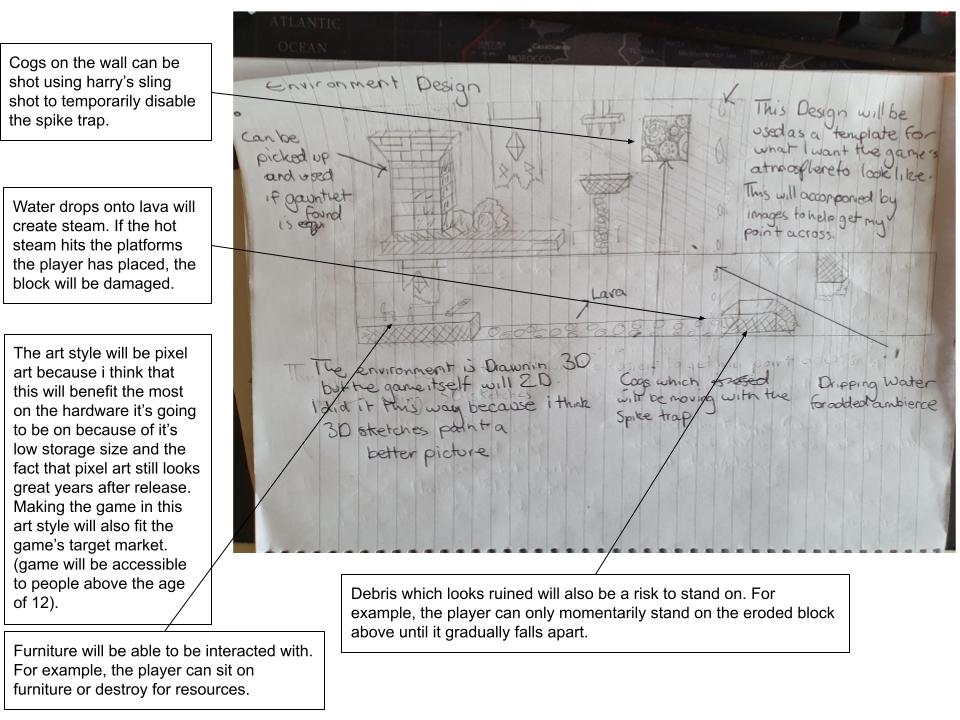 ATLANTIC
OCEAN
Casablanca
MOROCCO
Cogs on the wall can be
shot using harry's sling
shot to temporarily disable
the spike trap.
Water drops onto lava will
create steam. If the hot
steam hits the platforms
the player has placed, the
block will be damaged.
The art style will be pixel
art because i think that
this will benefit the most
on the hardware it's going
to be on because of it's
low storage size and the
fact that pixel art still looks
great years after release.
Making the game in this
art style will also fit the
game's target market.
(game will be accessible
to people above the age
of 12).
Furniture will be able to be interacted with.
For example, the player can sit on
furniture or destroy for resources.
Debris which looks ruined will also be a risk to stand on. For
example, the player can only momentarily stand on the eroded block
above until it gradually falls apart.
Environment Design
Can be
picked up
and used
if gauntlet
found
is
This Design will be
used as a template for
what I want the game's
atmosphere to look like.
This will accompanied by
images to help get my
point across.
Lava
The environment is Drawn in 3D
but the game itself will 2D.
I did it this way because i think
3D sketches paint a
better picture
Cogs which
will be moving with the
Spike trap
Dripping Water
for added ambience